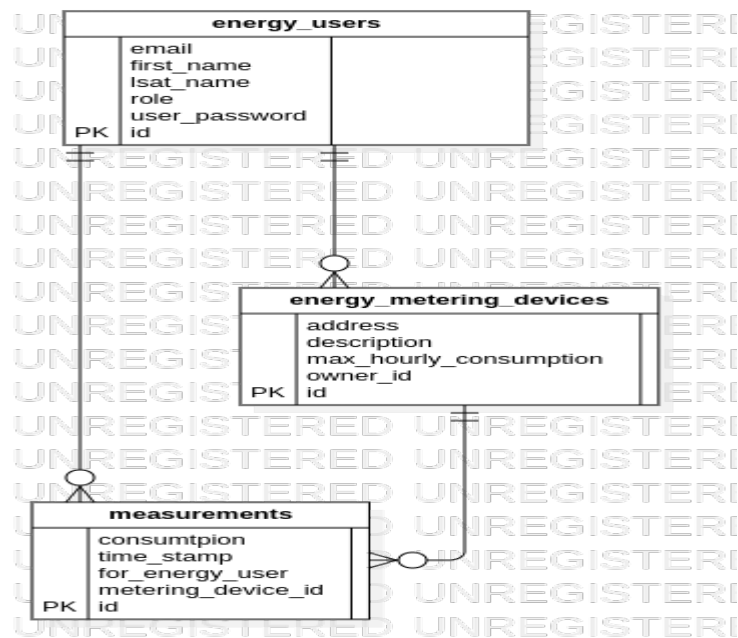 energy_users
email
first_name
lsat_name
role
user_password
PK id
energy_metering_devices
address
description
max_hourly_consumption
owner_id
PK id
measurements
consumtpion
time_stamp
for_energy_user
metering_device_id
PK id
UNREGISTERED UNREGISTERED